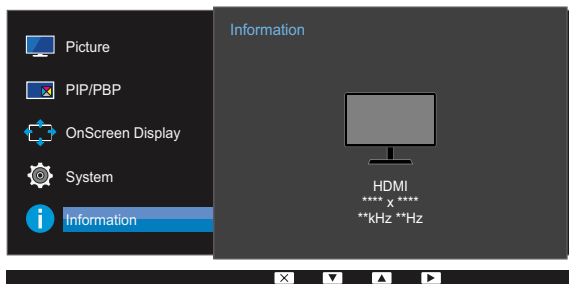 Picture
PIP/PBP
OnScreen Display
System
Information
Information
HDMI
**** x ****
**kHz **Hz